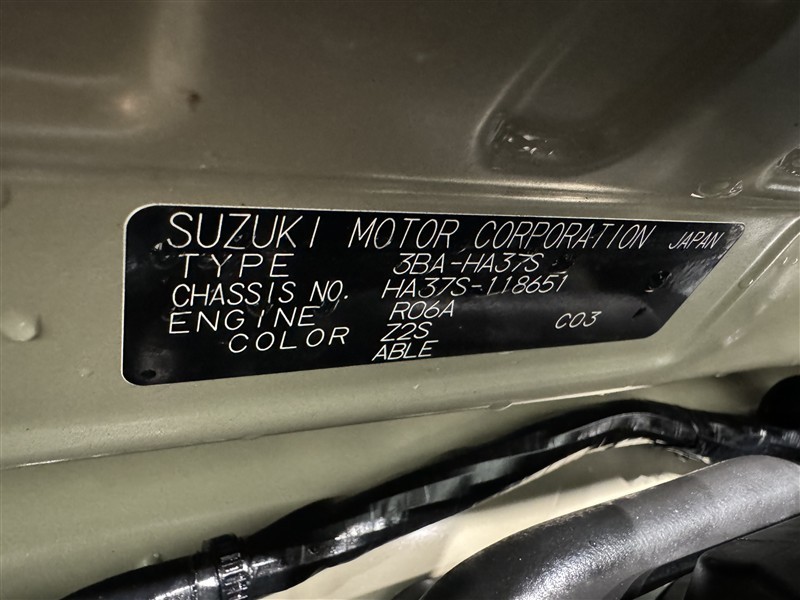 SUZUKI MOTOR CORPORATION JAPAN
TYPE 3BA-HA37S
CHASSIS NO. HA37S-118651
ENGINE R06A
COLOR Z2S C03
ABLE